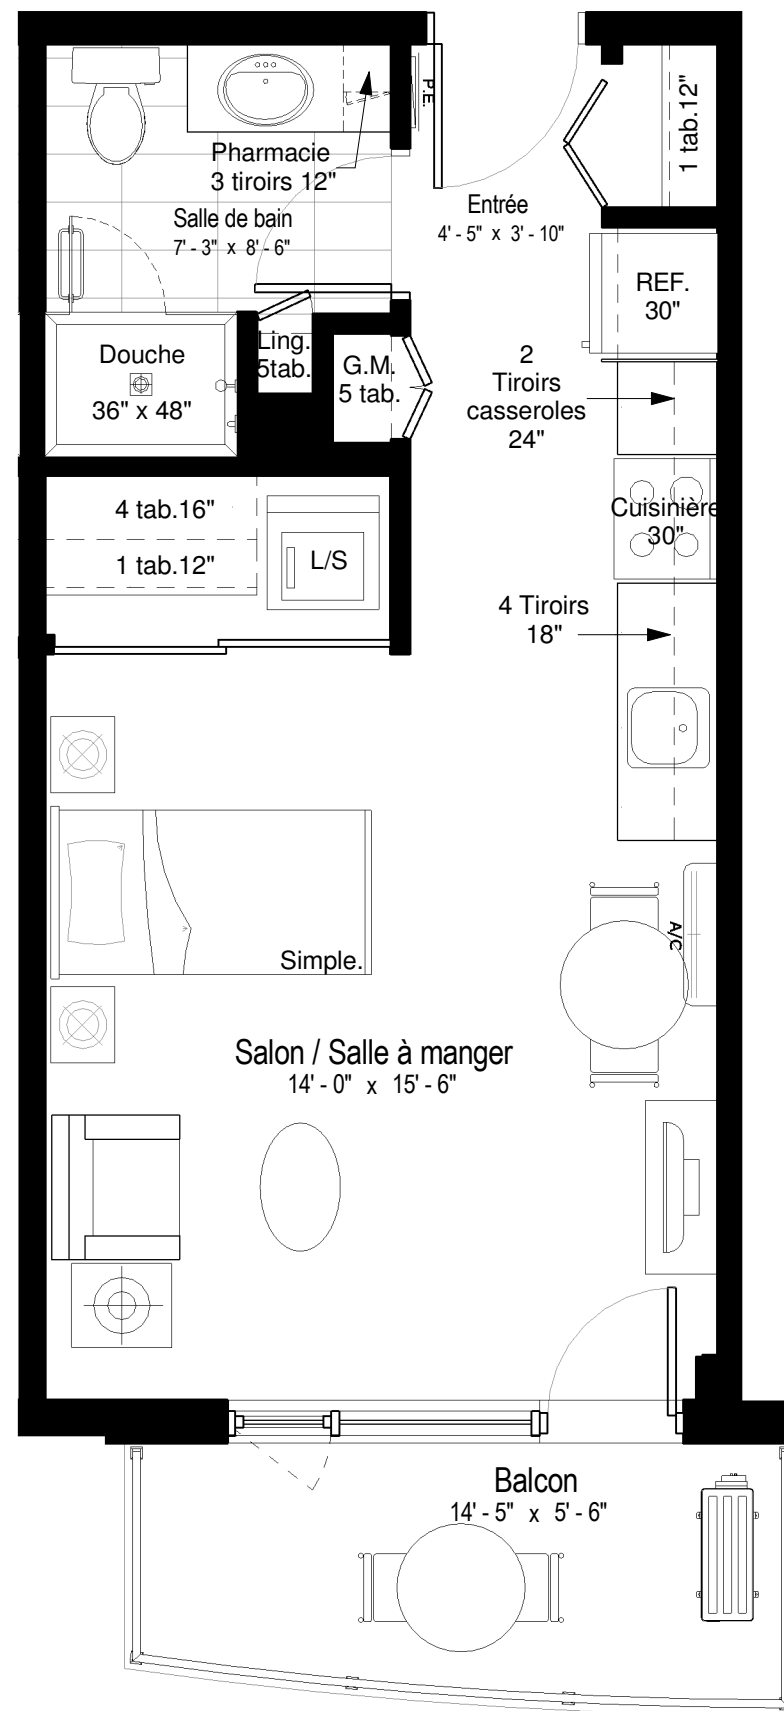 P.E.
1 tab.12"
Pharmacie
3 tiroirs 12"
Salle de bain
7' - 3" x 8' - 6"
Entrée
4' - 5" x 3' - 10"
REF.
30"
Douche
36" x 48"
Ling.
5tab.
G.M.
5 tab.
2
Tiroirs
casseroles
24"
4 tab.16"
1 tab.12"
L/S
Cuisinière
30"
4 Tiroirs
18"
Simple.
A/C
Salon / Salle à manger
14' - 0" x 15' - 6"
Balcon
14' - 5" x 5' - 6"